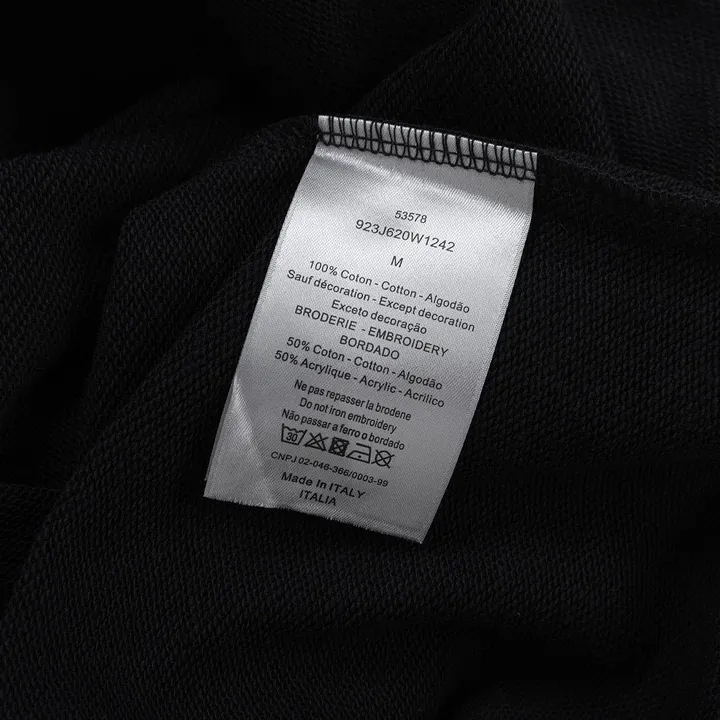 53578
923J620W1242
M
100% Coton - Cotton - Algodão
Sauf décoration - Except decoration
Exceto decoração
BRODERIE - EMBROIDERY
BORDADO
50% Coton - Cotton - Algodão
50% Acrylique - Acrylic - Acrílico
Ne pas repasser la brodene
Do not iron embroidery
Não passar a ferro o bordado
30
CNPJ 02-046-366/0003-99
Made In ITALY
ITALIA